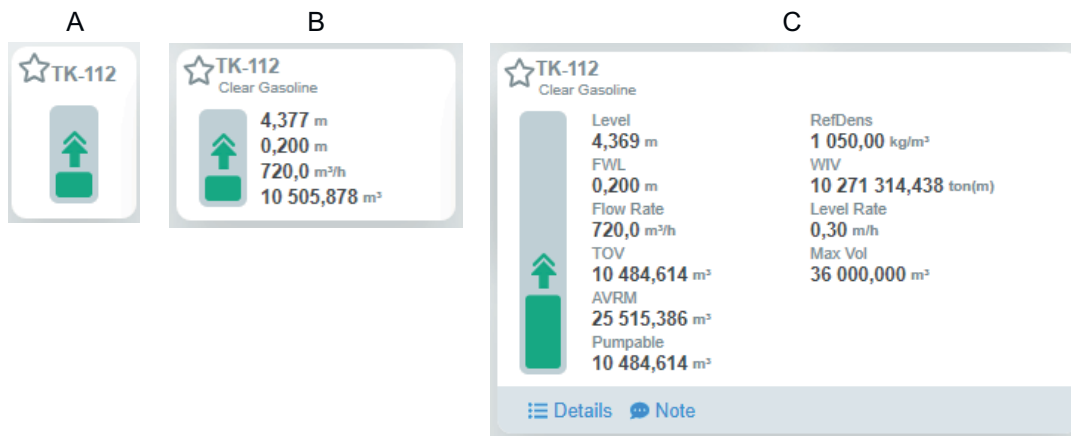 A
TK-112
B
TK-112
Clear Gasoline
4,377 m
0,200 m
720,0 m³/h
10 505,878 m³
C
TK-112
Clear Gasoline
Level
4,369 m
FWL
0,200 m
Flow Rate
720,0 m³/h
TOV
10 484,614 m³
AVRM
25 515,386 m³
Pumpable
10 484,614 m³
RefDens
1 050,00 kg/m³
WIV
10 271 314,438 ton(m)
Level Rate
0,30 m/h
Max Vol
36 000,000 m³
Details
Note